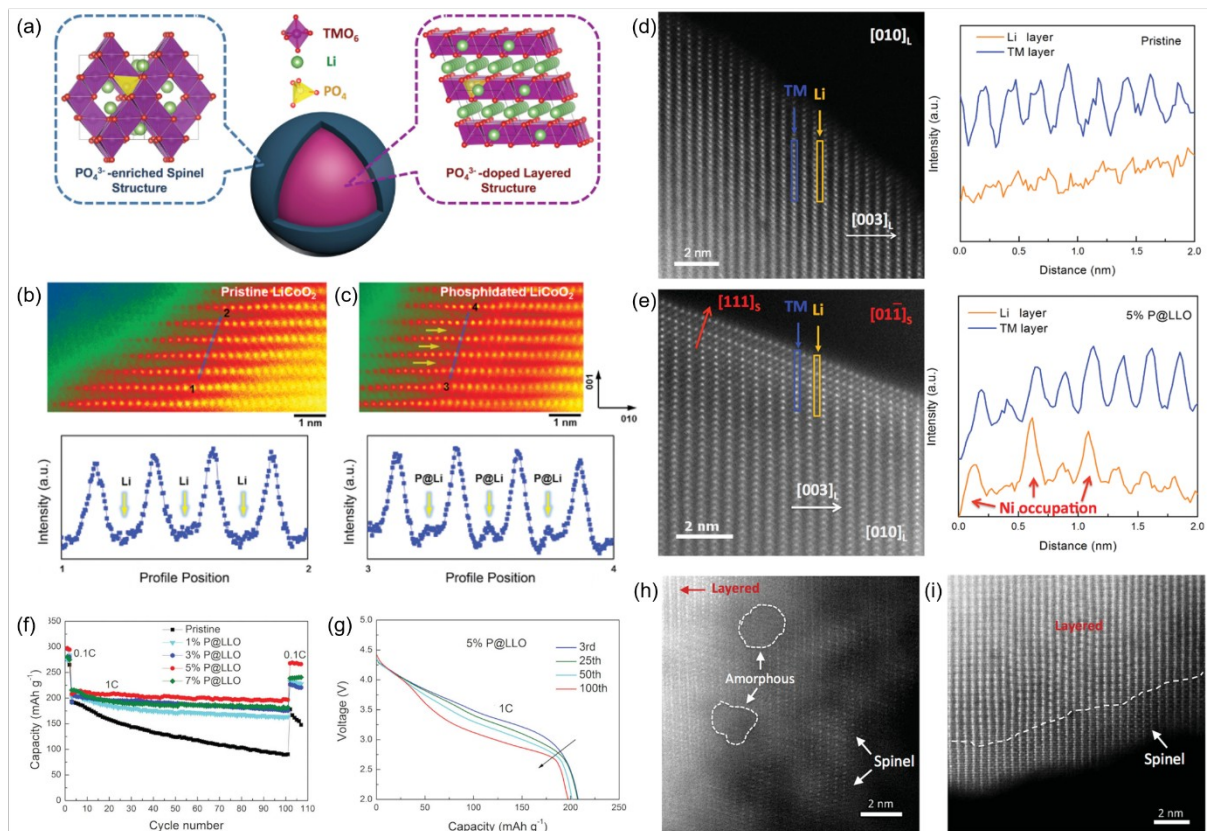 (a)
TMO₆
Li
PO₄
PO₄³⁻-enriched Spinel
Structure
PO₄³⁻-doped Layered
Structure
(b)
Pristine LiCoO₂
2
1
1 nm
Intensity (a.u.)
Li
Li
Li
1
2
Profile Position
(c)
Phosphidated LiCoO₂
4
3
1 nm
001
010
Intensity (a.u.)
P@Li
P@Li
P@Li
3
4
Profile Position
(d)
[010]L
TM
Li
[003]L
2 nm
Li layer
TM layer
Pristine
Intensity (a.u.)
0.0 0.5 1.0 1.5 2.0
Distance (nm)
(e)
[111]S
TM
Li
[011̄]S
[003]L
2 nm
[010]L
Li layer
TM layer
5% P@LLO
Ni occupation
Intensity (a.u.)
0.0 0.5 1.0 1.5 2.0
Distance (nm)
(f)
Pristine
1% P@LLO
3% P@LLO
5% P@LLO
7% P@LLO
0.1C
1C
0.1C
Capacity (mAh g⁻¹)
350
300
250
200
150
100
50
0
0 10 20 30 40 50 60 70 80 90 100 110
Cycle number
(g)
5% P@LLO
3rd
25th
50th
100th
1C
Voltage (V)
5.0
4.5
4.0
3.5
3.0
2.5
2.0
0 50 100 150 200 250
Capacity (mAh g⁻¹)
(h)
Layered
Amorphous
Spinel
2 nm
(i)
Layered
Spinel
2 nm